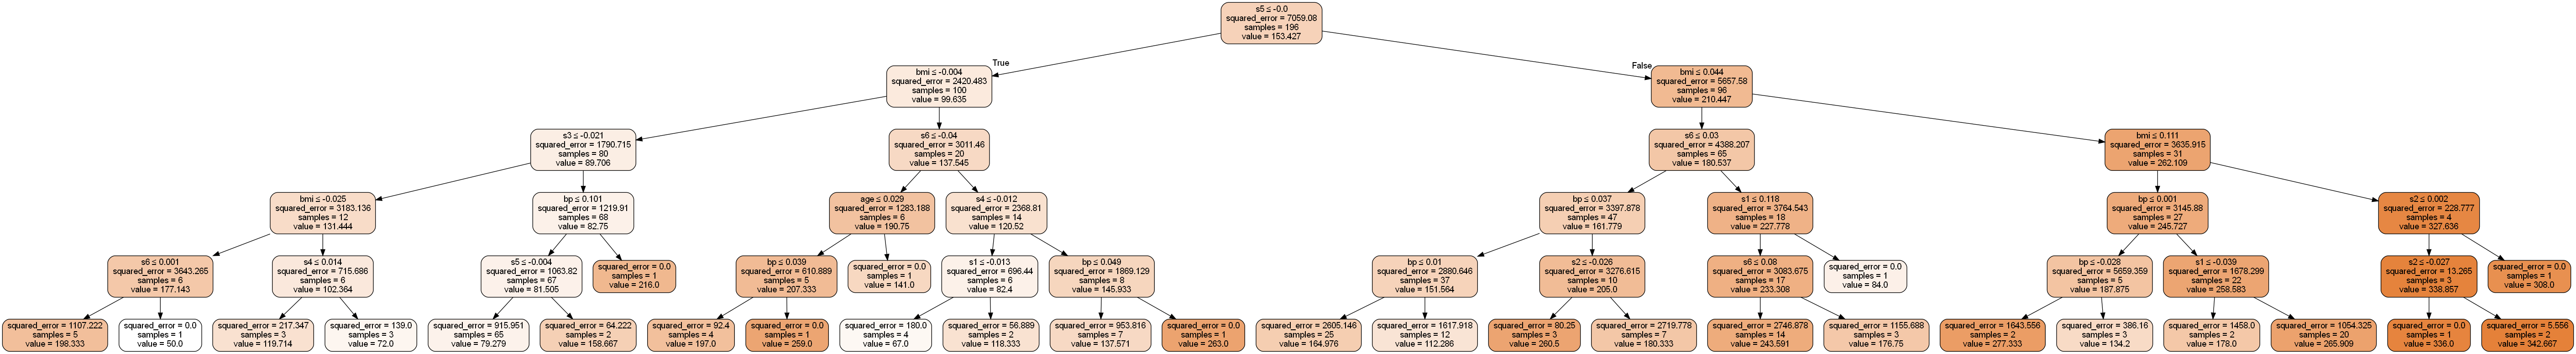 s5 ≤ -0.0
squared_error = 7059.08
samples = 196
value = 153.427
True
False
bmi ≤ -0.004
squared_error = 2420.483
samples = 100
value = 99.635
bmi ≤ 0.044
squared_error = 5657.58
samples = 96
value = 210.447
s3 ≤ -0.021
squared_error = 1790.715
samples = 80
value = 89.706
s6 ≤ -0.04
squared_error = 3011.46
samples = 20
value = 137.545
s6 ≤ 0.03
squared_error = 4388.207
samples = 65
value = 180.537
bmi ≤ 0.111
squared_error = 3635.915
samples = 31
value = 262.109
bmi ≤ -0.025
squared_error = 3183.136
samples = 12
value = 131.444
bp ≤ 0.101
squared_error = 1219.91
samples = 68
value = 82.75
age ≤ 0.029
squared_error = 1283.188
samples = 6
value = 190.75
s4 ≤ -0.012
squared_error = 2368.81
samples = 14
value = 120.52
bp ≤ 0.037
squared_error = 3397.878
samples = 47
value = 161.779
s1 ≤ 0.118
squared_error = 3764.543
samples = 18
value = 227.778
bp ≤ 0.001
squared_error = 3145.88
samples = 27
value = 245.727
s2 ≤ 0.002
squared_error = 228.777
samples = 4
value = 327.636
s6 ≤ 0.001
squared_error = 3643.265
samples = 6
value = 177.143
s4 ≤ 0.014
squared_error = 715.686
samples = 6
value = 102.364
s5 ≤ -0.004
squared_error = 1063.82
samples = 67
value = 81.505
squared_error = 0.0
samples = 1
value = 216.0
bp ≤ 0.039
squared_error = 610.889
samples = 5
value = 207.333
squared_error = 0.0
samples = 1
value = 141.0
s1 ≤ -0.013
squared_error = 696.44
samples = 6
value = 82.4
bp ≤ 0.049
squared_error = 1869.129
samples = 8
value = 145.933
bp ≤ 0.01
squared_error = 2880.646
samples = 37
value = 151.564
s2 ≤ -0.026
squared_error = 3276.615
samples = 10
value = 205.0
s6 ≤ 0.08
squared_error = 3083.675
samples = 17
value = 233.308
squared_error = 0.0
samples = 1
value = 84.0
bp ≤ -0.028
squared_error = 5659.359
samples = 5
value = 187.875
s1 ≤ -0.039
squared_error = 1678.299
samples = 22
value = 258.583
s2 ≤ -0.027
squared_error = 13.265
samples = 3
value = 338.857
squared_error = 0.0
samples = 1
value = 308.0
squared_error = 1107.222
samples = 5
value = 198.333
squared_error = 0.0
samples = 1
value = 50.0
squared_error = 217.347
samples = 3
value = 119.714
squared_error = 139.0
samples = 3
value = 72.0
squared_error = 915.951
samples = 65
value = 79.279
squared_error = 64.222
samples = 2
value = 158.667
squared_error = 92.4
samples = 4
value = 197.0
squared_error = 0.0
samples = 1
value = 259.0
squared_error = 180.0
samples = 4
value = 67.0
squared_error = 56.889
samples = 2
value = 118.333
squared_error = 953.816
samples = 7
value = 137.571
squared_error = 0.0
samples = 1
value = 263.0
squared_error = 2605.146
samples = 25
value = 164.976
squared_error = 1617.918
samples = 12
value = 112.286
squared_error = 80.25
samples = 3
value = 260.5
squared_error = 2719.778
samples = 7
value = 180.333
squared_error = 2746.878
samples = 14
value = 243.591
squared_error = 1155.688
samples = 3
value = 176.75
squared_error = 1643.556
samples = 2
value = 277.333
squared_error = 386.16
samples = 3
value = 134.2
squared_error = 1458.0
samples = 2
value = 178.0
squared_error = 1054.325
samples = 20
value = 265.909
squared_error = 0.0
samples = 1
value = 336.0
squared_error = 5.556
samples = 2
value = 342.667